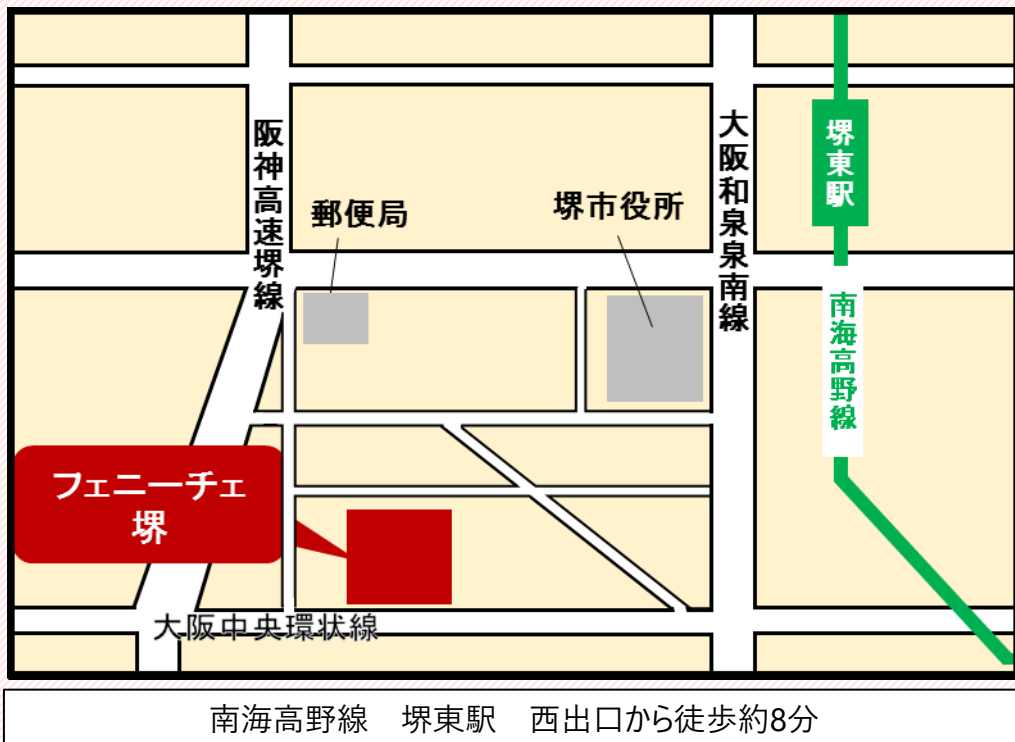 阪神高速堺線
郵便局
堺市役所
大阪和泉泉南線
堺東駅
南海高野線
フェニーチェ
堺
大阪中央環状線
南海高野線　堺東駅　西出口から徒歩約8分